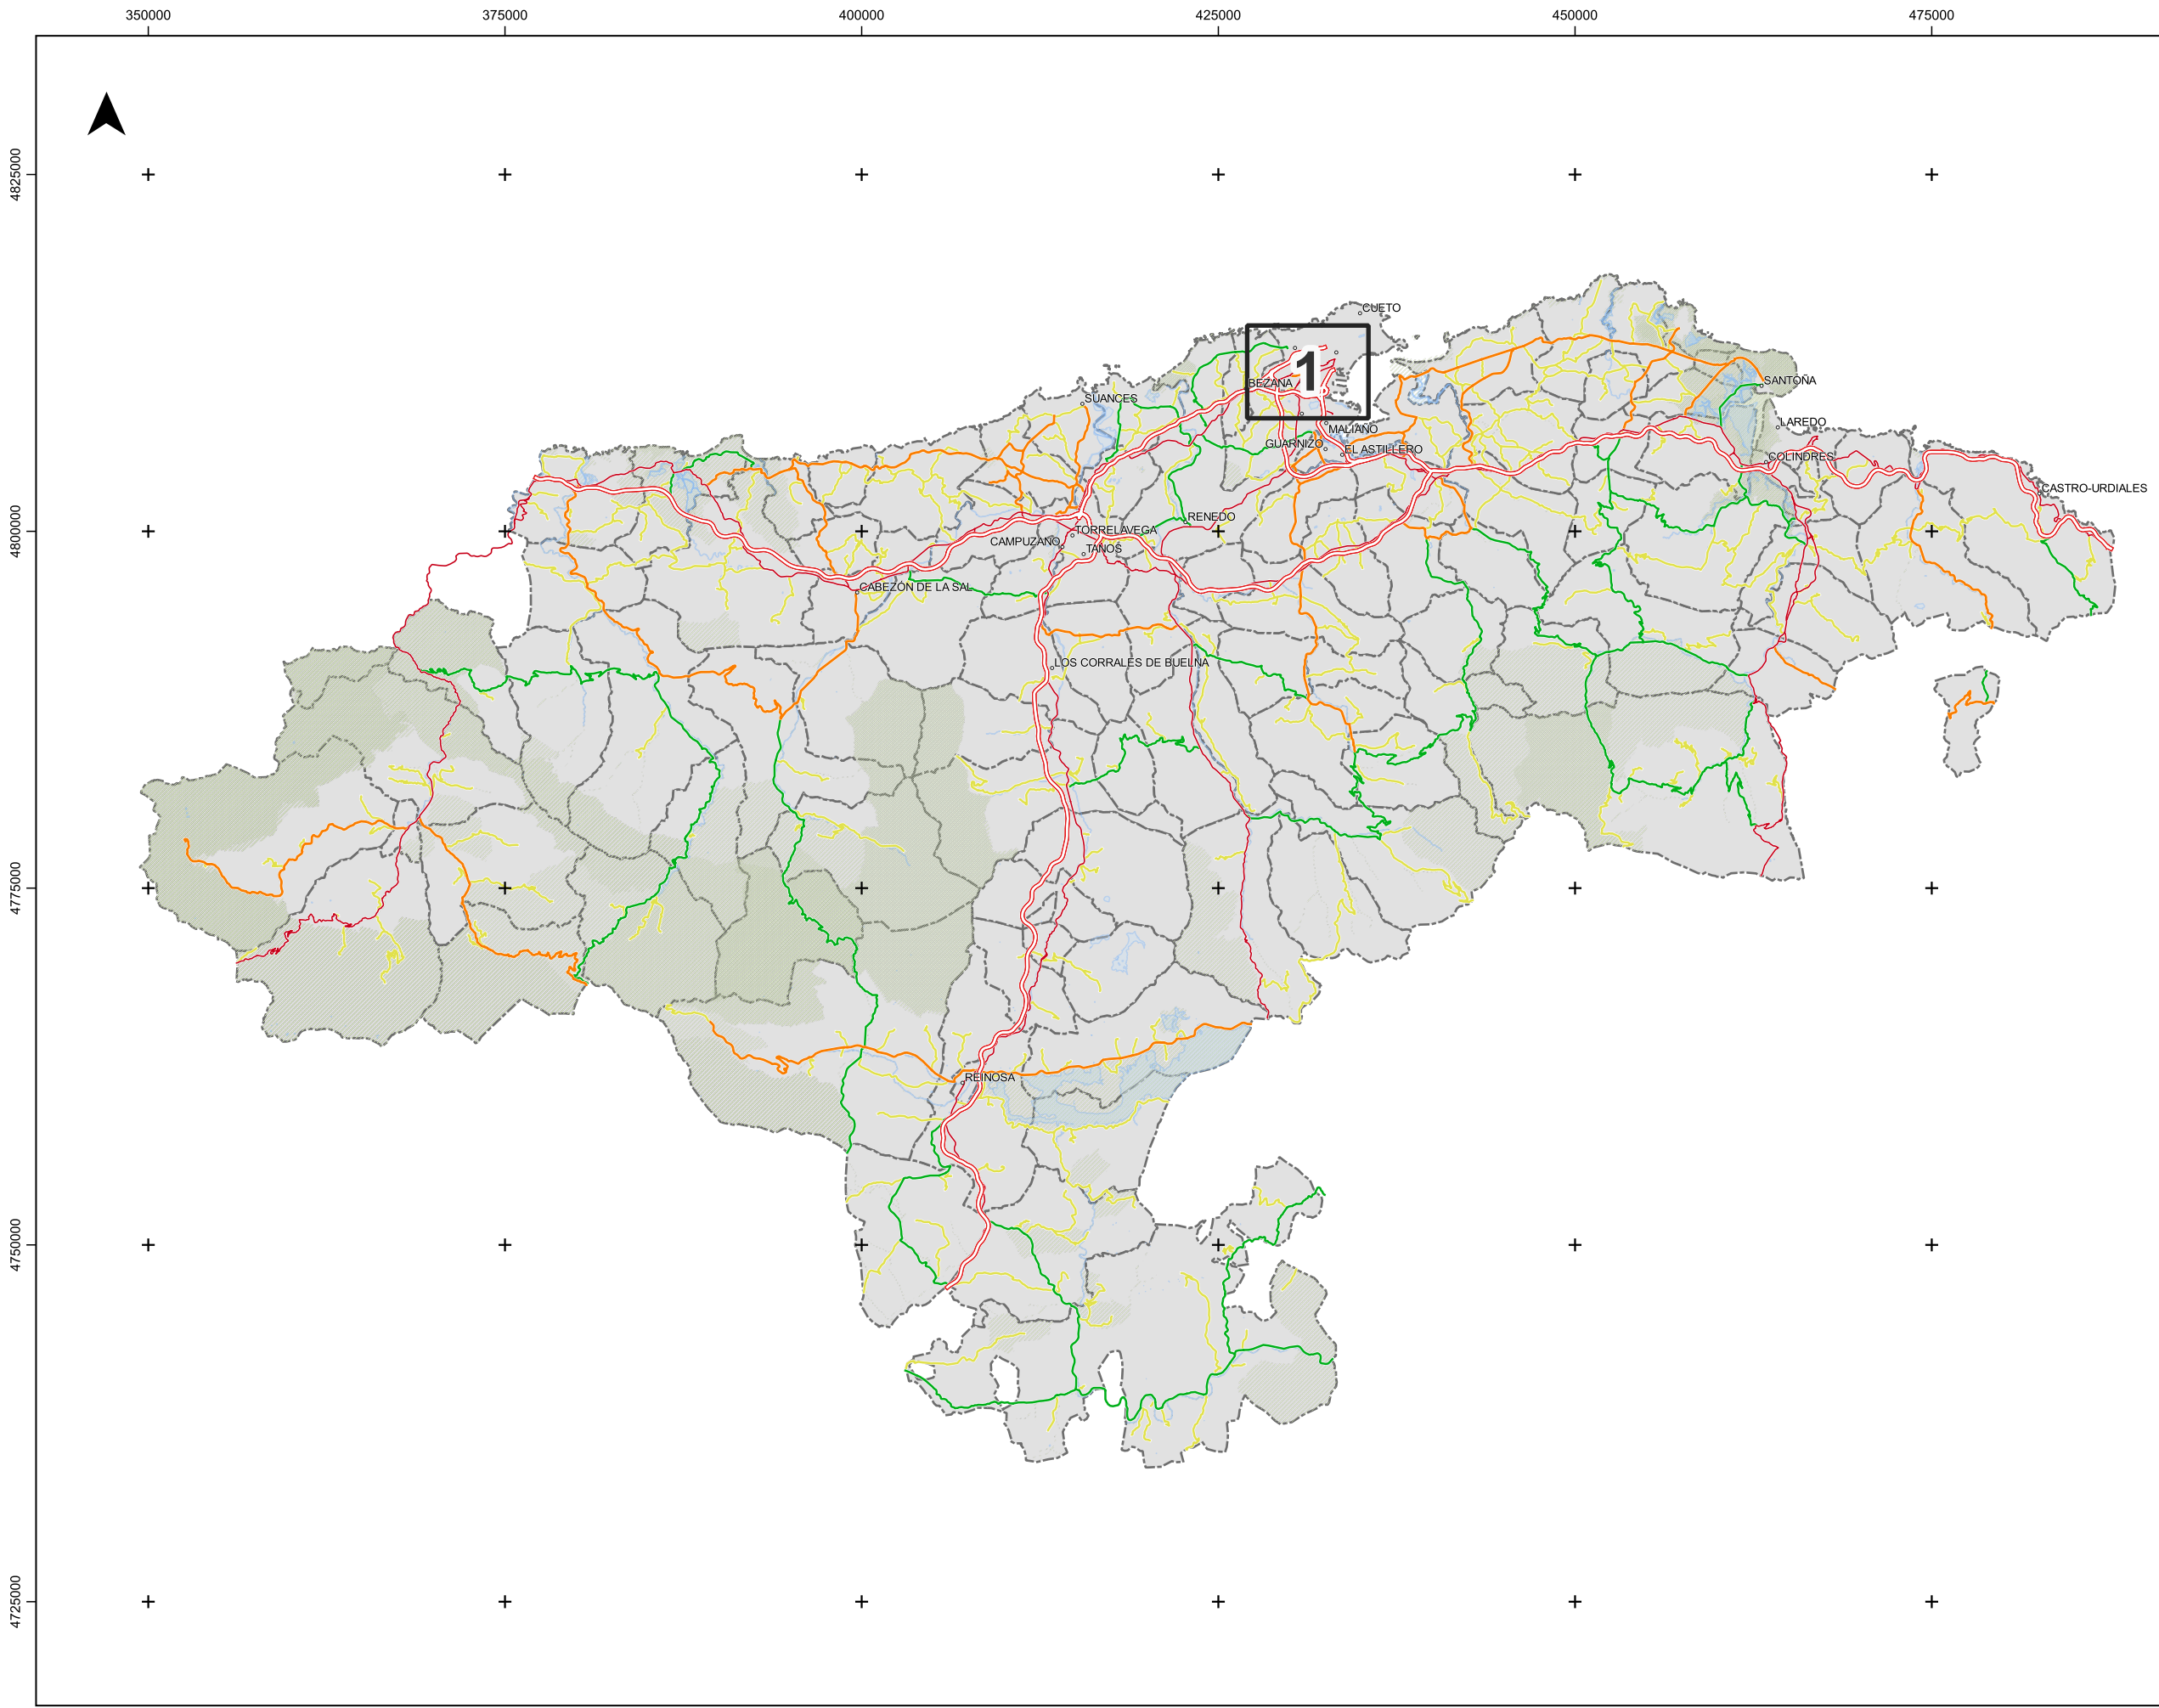 350000 375000 400000 425000 450000 475000
4825000
CUETO
1
BEZANA
SANTOÑA
SUANCES
LAREDO
MALIAÑO
GUARNIZO
EL ASTILLERO
COLINDRES
CASTRO-URDIALES
RENEDO
4800000
TORRELAVEGA
CAMPUZANO
TANOS
CABEZÓN DE LA SAL
LOS CORRALES DE BUELNA
4775000
REINOSA
4750000
4725000